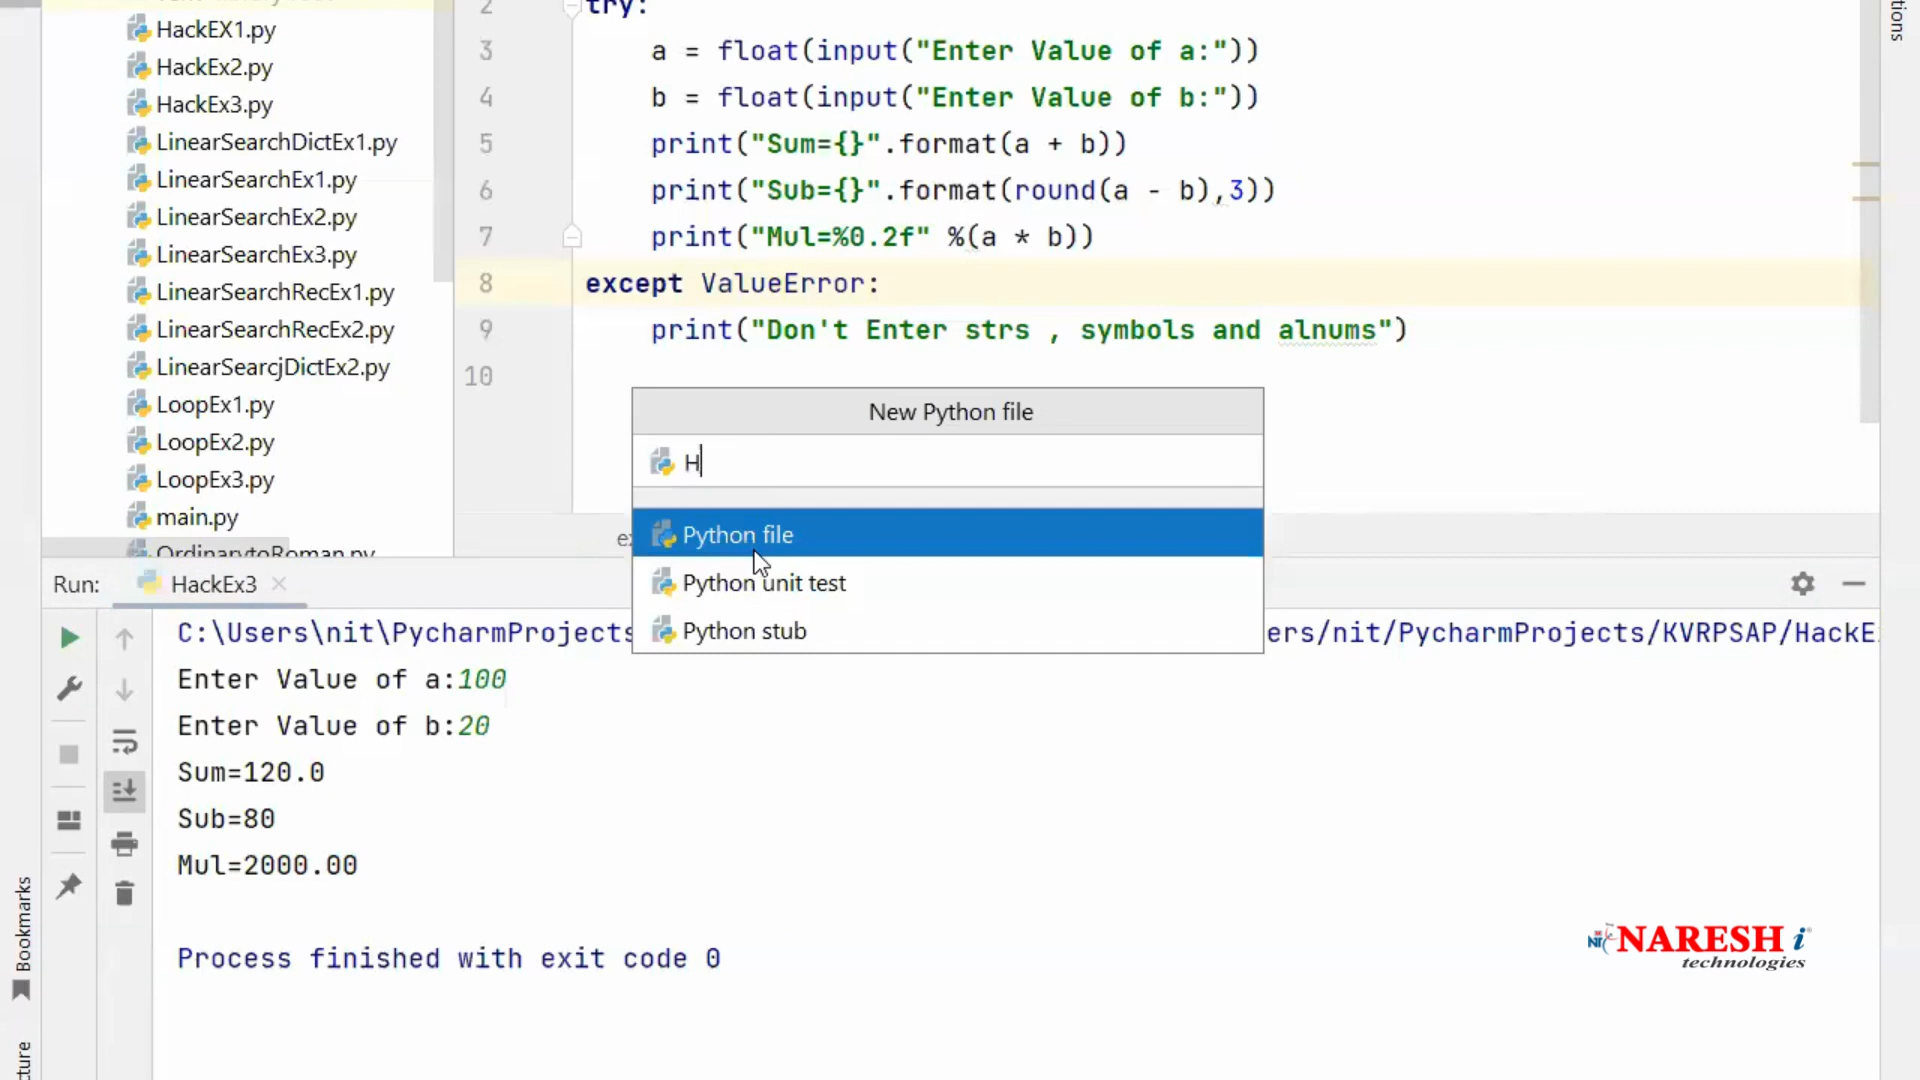 HackEX1.py
HackEx2.py
HackEx3.py
LinearSearchDictEx1.py
LinearSearchEx1.py
LinearSearchEx2.py
LinearSearchEx3.py
LinearSearchRecEx1.py
LinearSearchRecEx2.py
LinearSearcjDictEx2.py
LoopEx1.py
LoopEx2.py
LoopEx3.py
main.py
OrdinarytoRoman.py
2 try:
3 a = float(input("Enter Value of a:"))
4 b = float(input("Enter Value of b:"))
5 print("Sum={}".format(a + b))
6 print("Sub={}".format(round(a - b),3))
7 print("Mul=%0.2f" %(a * b))
8 except ValueError:
9 print("Don't Enter strs , symbols and alnums")
10
New Python file
H
Python file
Python unit test
Python stub
Run: HackEx3
C:\Users\nit\PycharmProjects ers/nit/PycharmProjects/KVRPSAP/HackE
Enter Value of a:100
Enter Value of b:20
Sum=120.0
Sub=80
Mul=2000.00
Process finished with exit code 0
Bookmarks
NARESH i
technologies